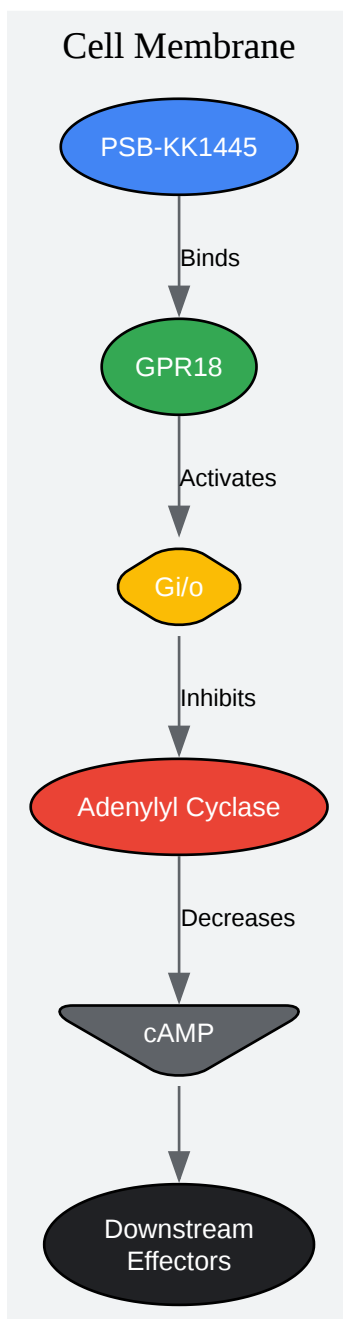 Cell Membrane
PSB-KK1445
Binds
GPR18
Activates
Gi/o
Inhibits
Adenylyl Cyclase
Decreases
cAMP
Downstream
Effectors